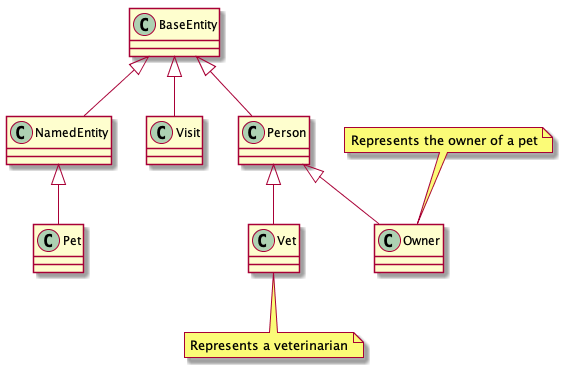 C BaseEntity
C NamedEntity
C Visit
C Person
Represents the owner of a pet
C Pet
C Vet
C Owner
Represents a veterinarian